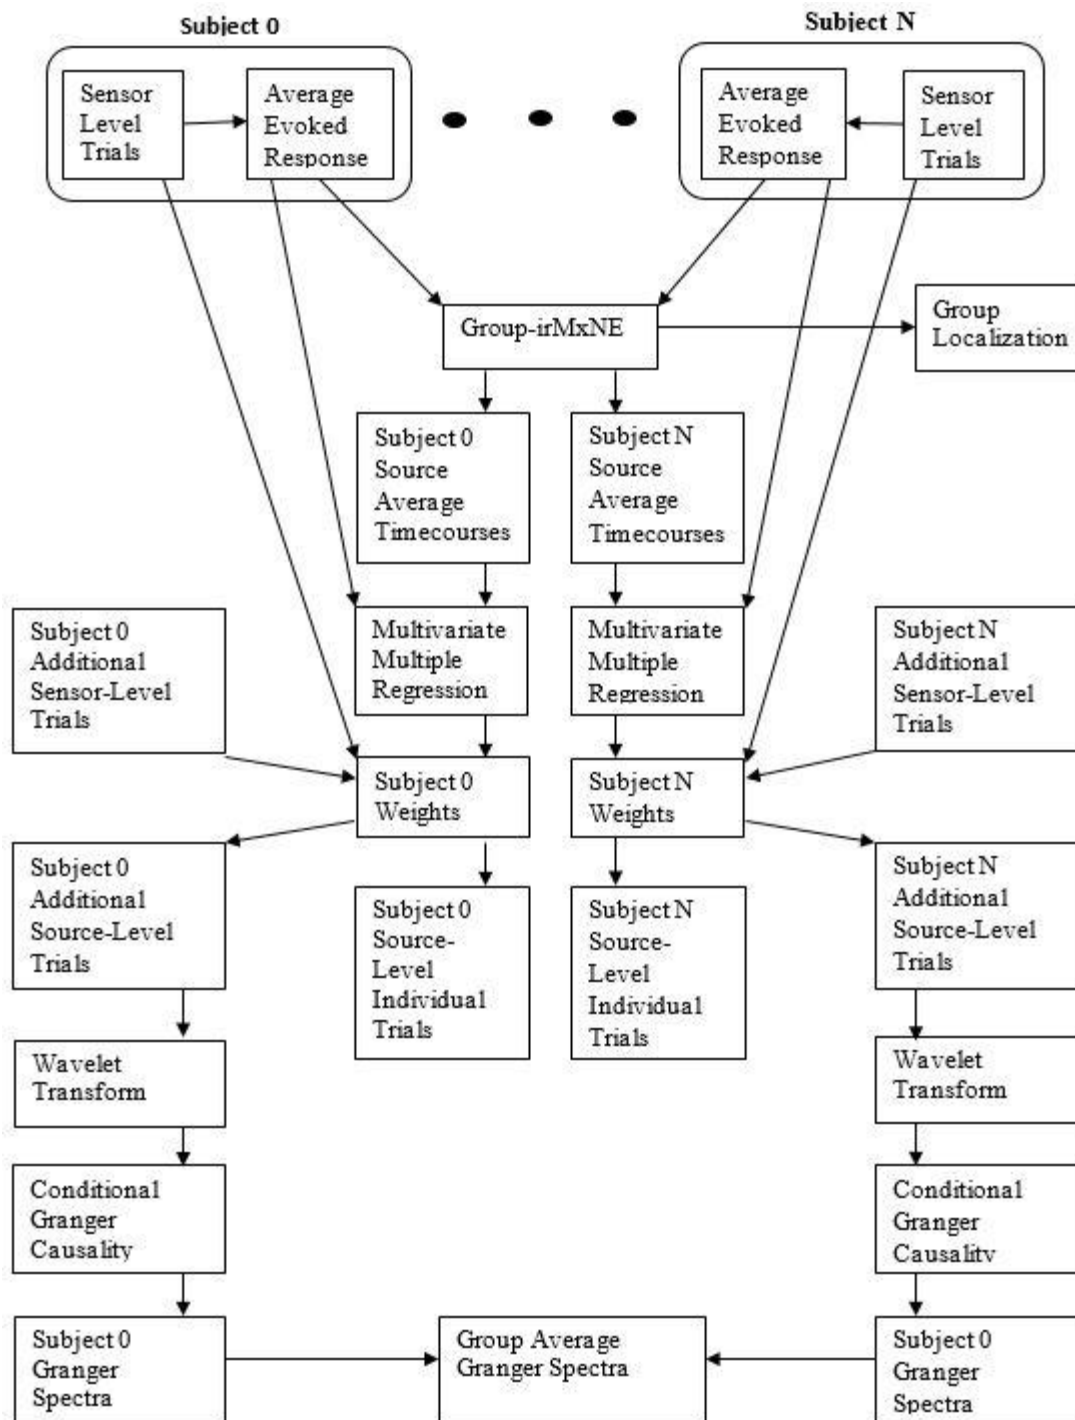 Subject 0
Subject N
Sensor
Level
Trials
Average
Evoked
Response
Average
Evoked
Response
Sensor
Level
Trials
Group-irMxNE
Group
Localization
Subject 0
Source
Average
Timecourses
Subject N
Source
Average
Timecourses
Subject 0
Additional
Sensor-Level
Trials
Multivariate
Multiple
Regression
Multivariate
Multiple
Regression
Subject N
Additional
Sensor-Level
Trials
Subject 0
Weights
Subject N
Weights
Subject 0
Additional
Source-Level
Trials
Subject 0
Source-
Level
Individual
Trials
Subject N
Source-
Level
Individual
Trials
Subject N
Additional
Source-Level
Trials
Wavelet
Transform
Wavelet
Transform
Conditional
Granger
Causality
Conditional
Granger
Causality
Subject 0
Granger
Spectra
Group Average
Granger Spectra
Subject 0
Granger
Spectra